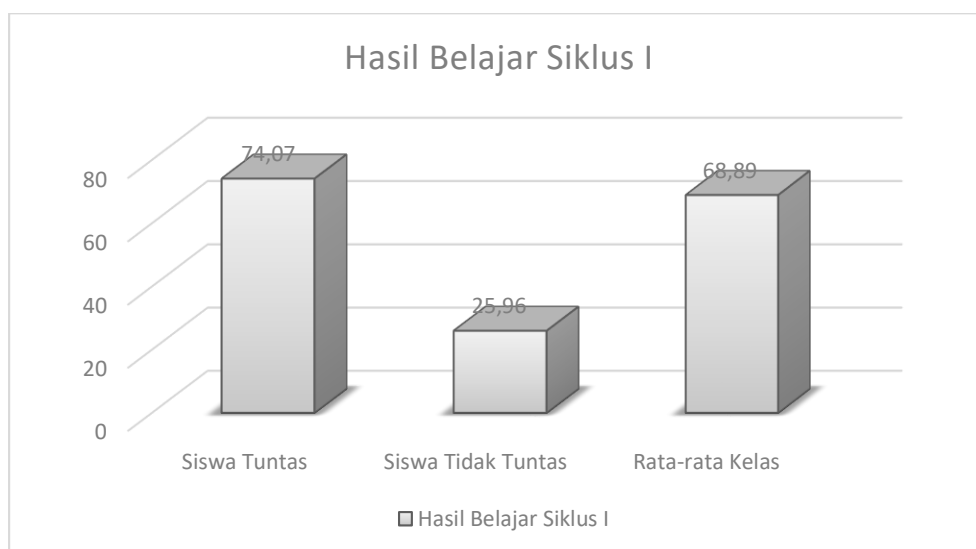 Hasil Belajar Siklus I
74,07
25,96
68,89
80
60
40
20
0
Siswa Tuntas
Siswa Tidak Tuntas
Rata-rata Kelas
Hasil Belajar Siklus I